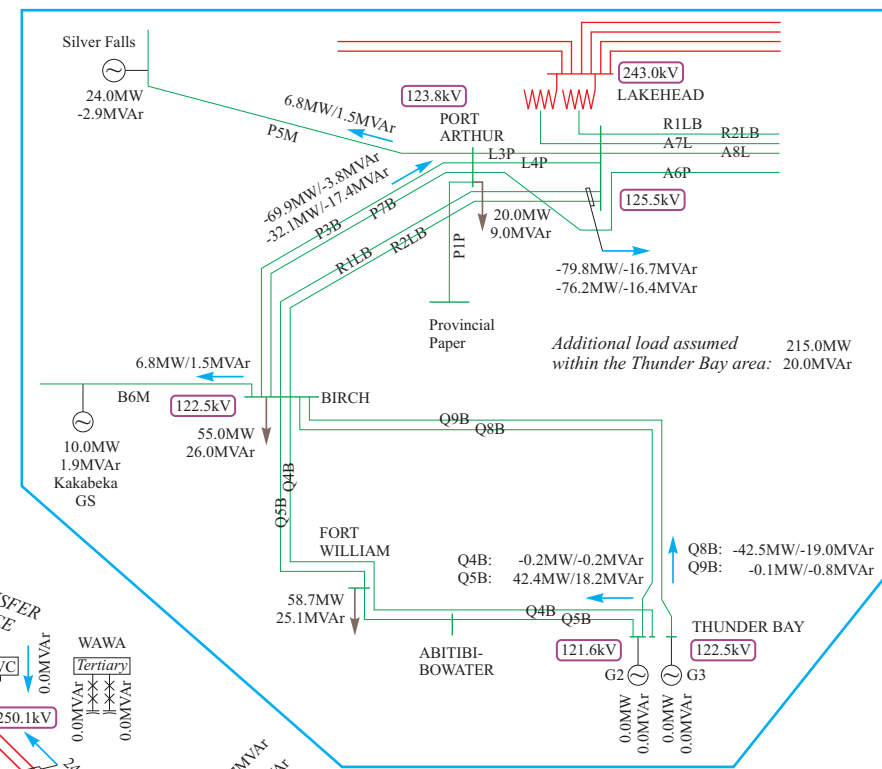 Silver Falls
24.0MW
-2.9MVAr
6.8MW/1.5MVAr
P5M
123.8kV
PORT
ARTHUR
243.0kV
LAKEHEAD
R1LB
R2LB
A7L
A8L
L3P
L4P
A6P
125.5kV
-69.9MW/-3.8MVAr
-32.1MW/-17.4MVAr
P3B
P7B
R1LB
R2LB
P1P
20.0MW
9.0MVAr
-79.8MW/-16.7MVAr
-76.2MW/-16.4MVAr
Provincial
Paper
Additional load assumed 215.0MW
within the Thunder Bay area: 20.0MVAr
6.8MW/1.5MVAr
B6M
122.5kV
BIRCH
10.0MW
1.9MVAr
Kakabeka
GS
55.0MW
26.0MVAr
Q9B
Q8B
Q4B
Q5B
FORT
WILLIAM
58.7MW
25.1MVAr
Q4B: -0.2MW/-0.2MVAr
Q5B: 42.4MW/18.2MVAr
Q8B: -42.5MW/-19.0MVAr
Q9B: -0.1MW/-0.8MVAr
Q4B
Q5B
ABITIBI-
BOWATER
THUNDER BAY
121.6kV
122.5kV
G2
G3
0.0MW
0.0MVAr
0.0MW
0.0MVAr
SFER
CE
VC
0.0MVAr
WAWA
Tertiary
0.0MVAr
0.0MVAr
250.1kV
24
MVAr